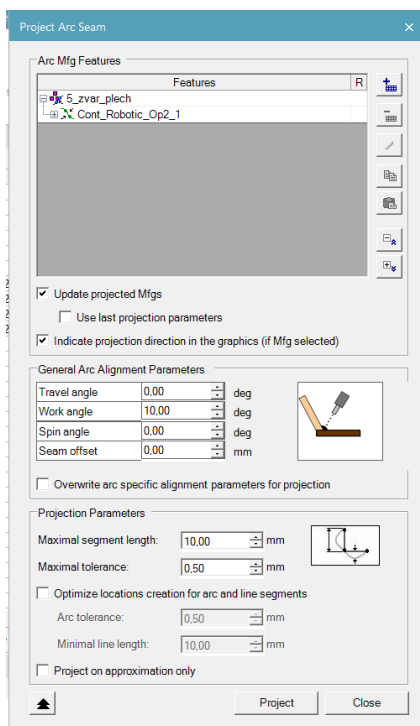 Project Arc Seam
Arc Mfg Features
Features R
5_zvar_plech
Cont_Robotic_Op2_1
Update projected Mfgs
Use last projection parameters
Indicate projection direction in the graphics (if Mfg selected)
General Arc Alignment Parameters
Travel angle 0,00 deg
Work angle 10,00 deg
Spin angle 0,00 deg
Seam offset 0,00 mm
Overwrite arc specific alignment parameters for projection
Projection Parameters
Maximal segment length: 10,00 mm
Maximal tolerance: 0,50 mm
Optimize locations creation for arc and line segments
Arc tolerance: 0,50 mm
Minimal line length: 10,00 mm
Project on approximation only
Project Close